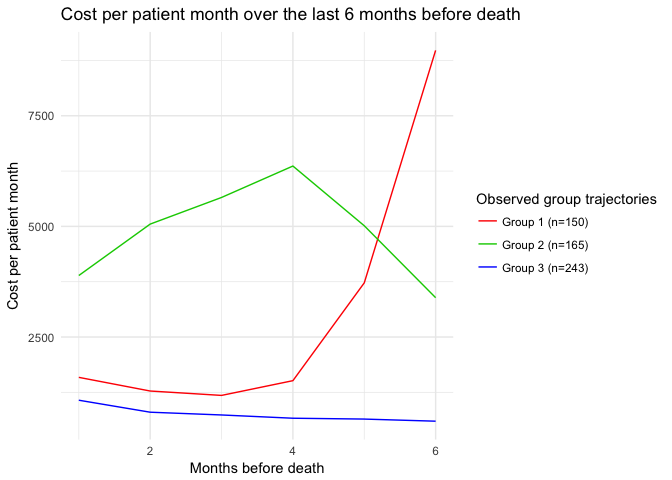 Cost per patient month over the last 6 months before death
Cost per patient month
7500
5000
2500
2
4
6
Months before death
Observed group trajectories
Group 1 (n=150)
Group 2 (n=165)
Group 3 (n=243)